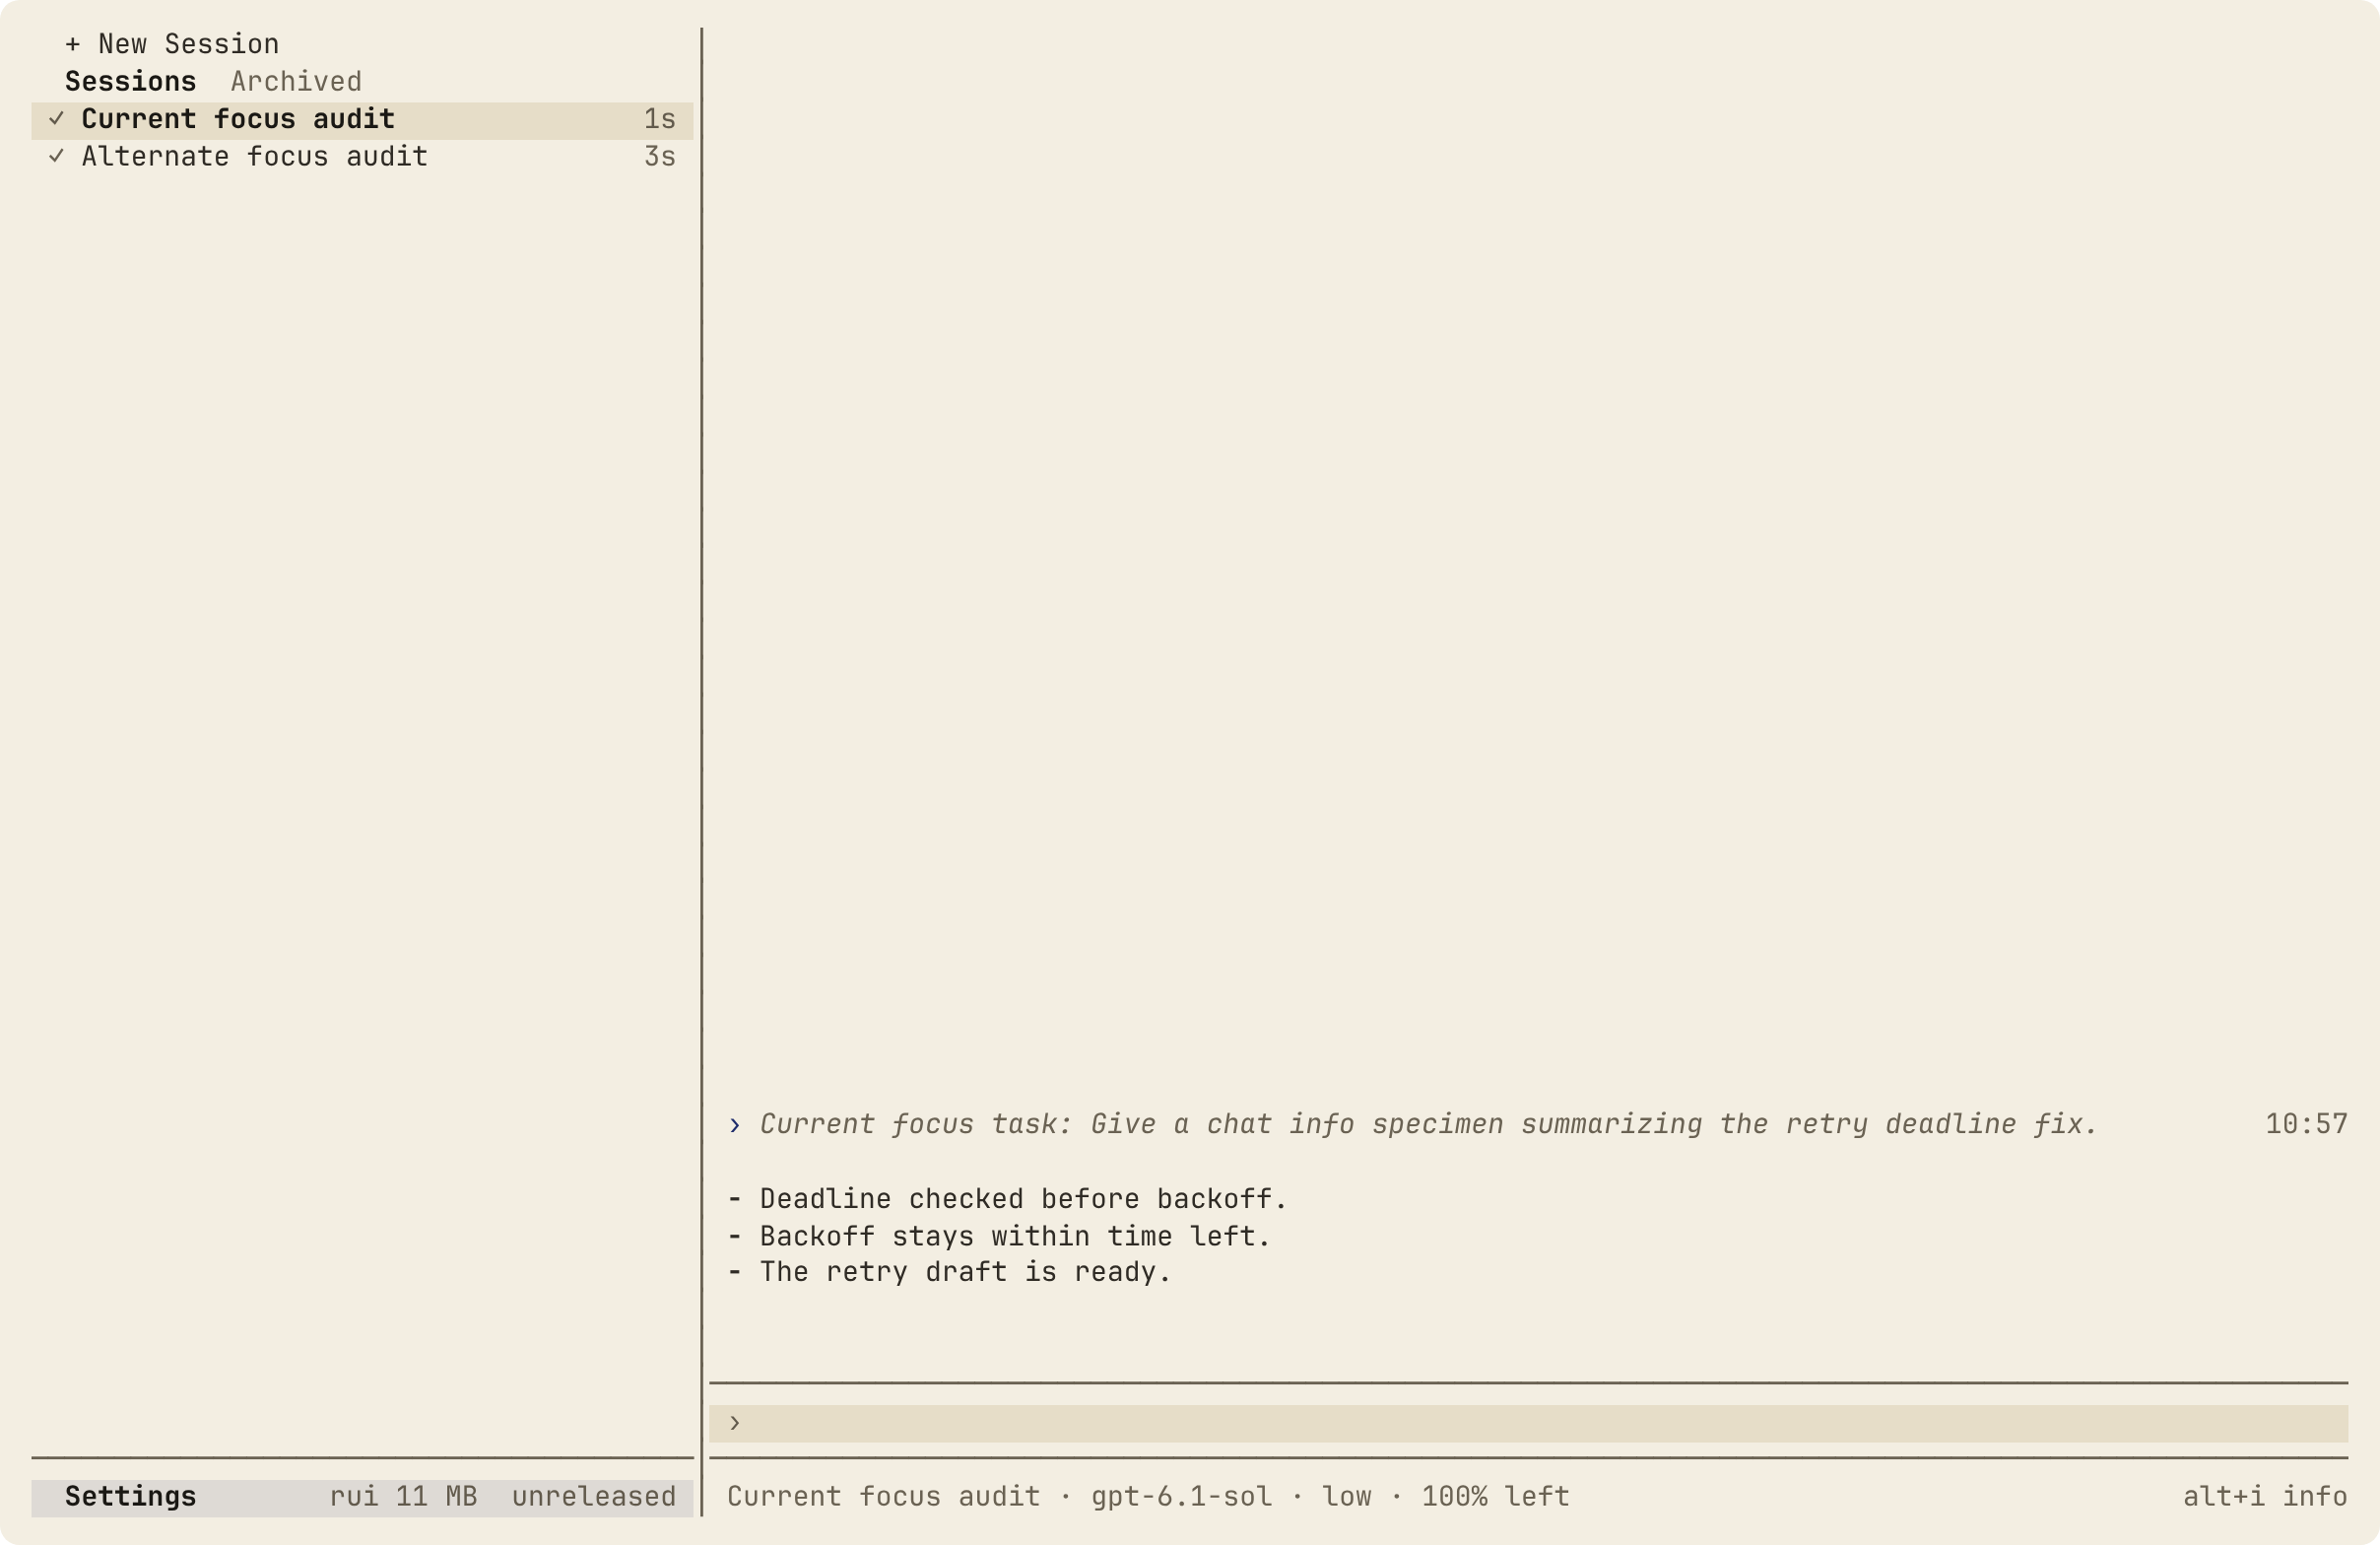 + New Session
Sessions  Archived
✓ Current focus audit 1s
✓ Alternate focus audit 3s
› Current focus task: Give a chat info specimen summarizing the retry deadline fix. 10:57
- Deadline checked before backoff.
- Backoff stays within time left.
- The retry draft is ready.
›
Settings rui 11 MB unreleased
Current focus audit · gpt-6.1-sol · low · 100% left alt+i info